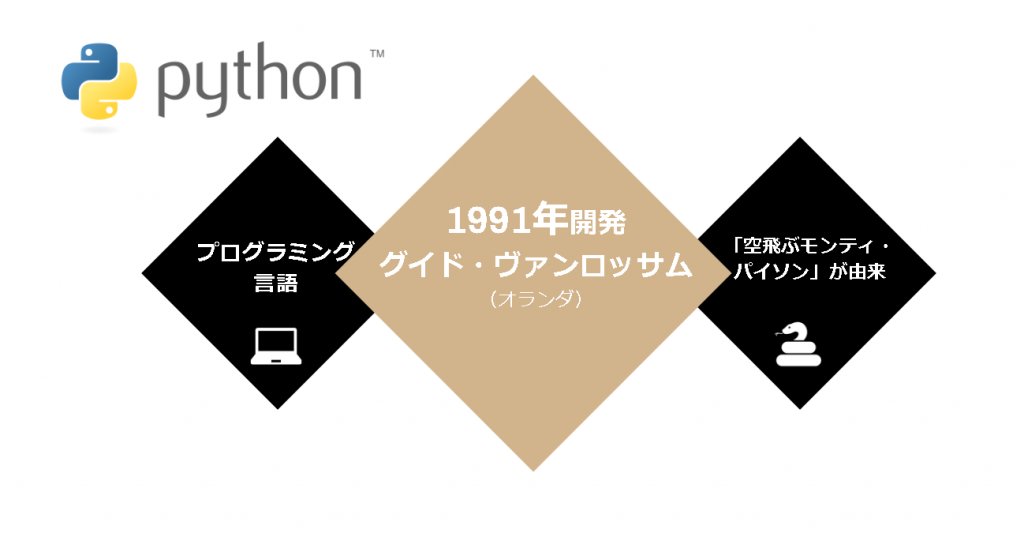 python™
プログラミング
言語
1991年開発
グイド・ヴァンロッサム
（オランダ）
「空飛ぶモンティ・
パイソン」が由来